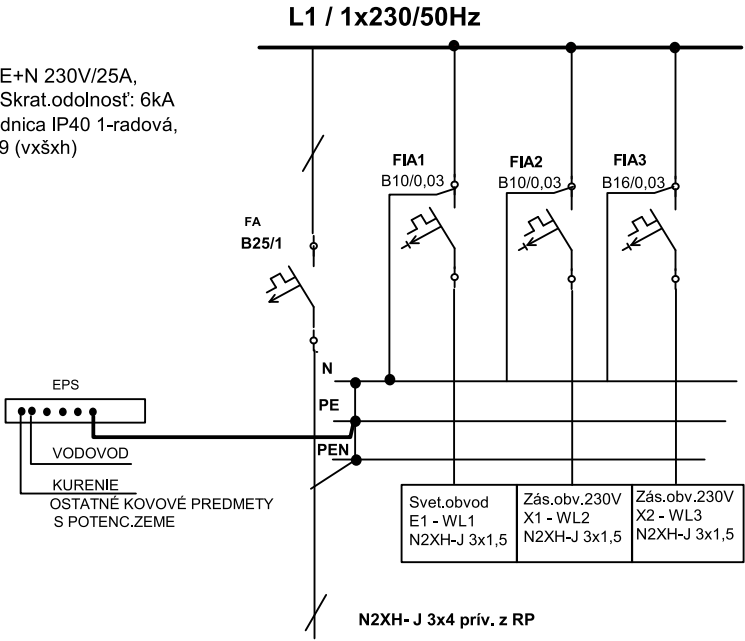 L1 / 1x230/50Hz
E+N 230V/25A,
Skrat.odolnosť: 6kA
dnica IP40 1-radová,
9 (vxšxh)
FIA1
B10/0,03
FIA2
B10/0,03
FIA3
B16/0,03
FA
B25/1
N
PE
PEN
EPS
VODOVOD
KURENIE
OSTATNÉ KOVOVÉ PREDMETY
S POTENC.ZEME
Svet.obvod
E1 - WL1
N2XH-J 3x1,5
Zás.obv.230V
X1 - WL2
N2XH-J 3x1,5
Zás.obv.230V
X2 - WL3
N2XH-J 3x1,5
N2XH- J 3x4 prív. z RP